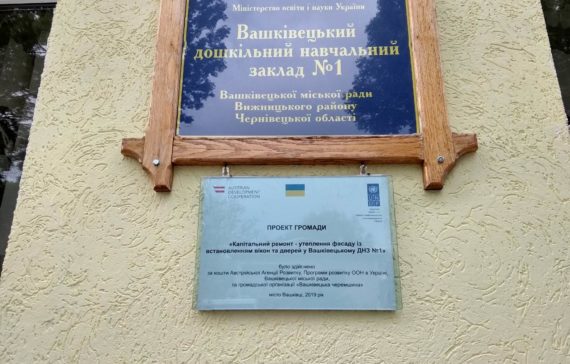 Міністерство освіти і науки України
Вашківецький
дошкільний навчальний
заклад №1
Вашківецької міської ради
Вижницького району
Чернівецької області
AUSTRIAN
DEVELOPMENT
COOPERATION
ПРОЕКТ ГРОМАДИ
«Капітальний ремонт - утеплення фасаду із
встановленням вікон та дверей у Вашківецькому ДНЗ №1»
було здійснено
за кошти Австрійської Агенції Розвитку, Програми розвитку ООН в Україні,
Вашківецької міської ради,
та громадської організації «Вашківецька черемшина»
місто Вашківці, 2019 рік